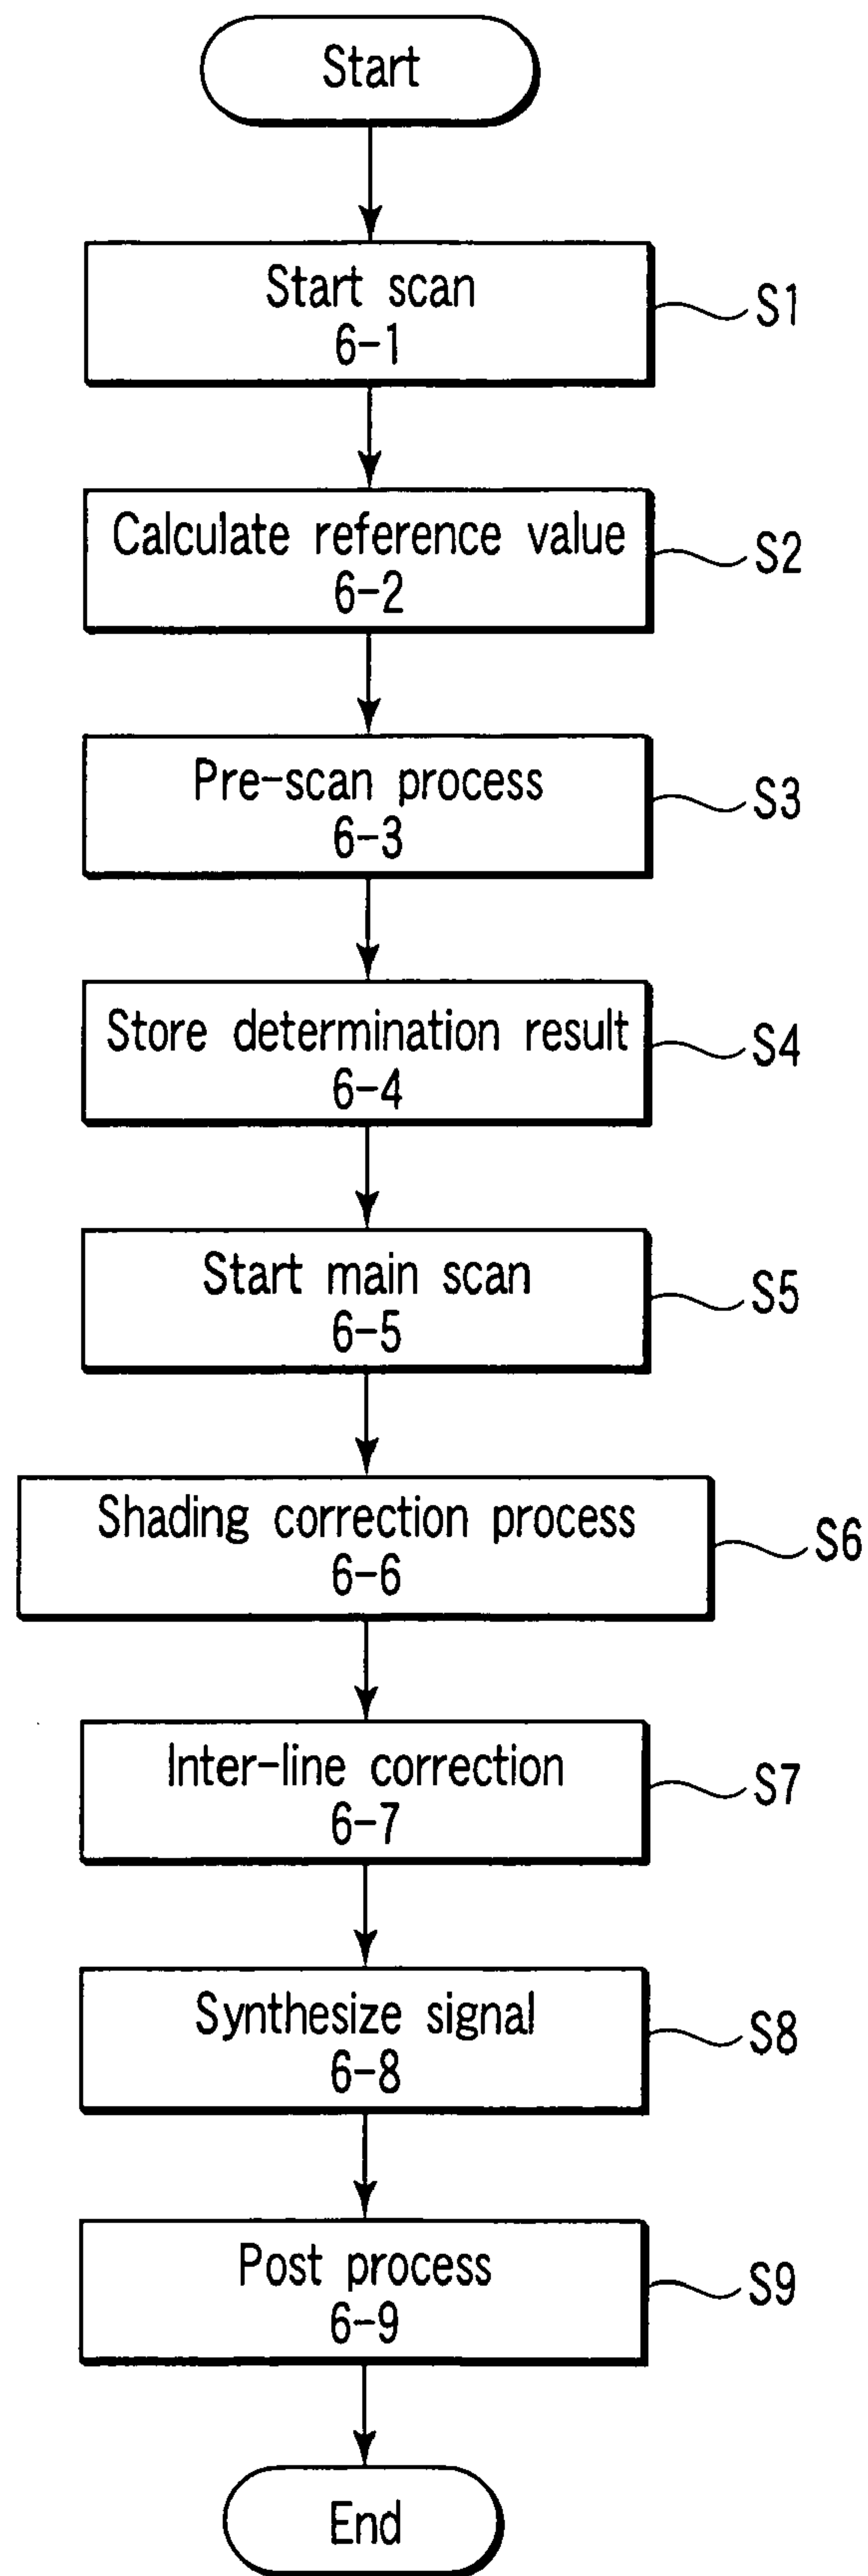 Start
Start scan
6-1
S1
Calculate reference value
6-2
S2
Pre-scan process
6-3
S3
Store determination result
6-4
S4
Start main scan
6-5
S5
Shading correction process
6-6
S6
Inter-line correction
6-7
S7
Synthesize signal
6-8
S8
Post process
6-9
S9
End